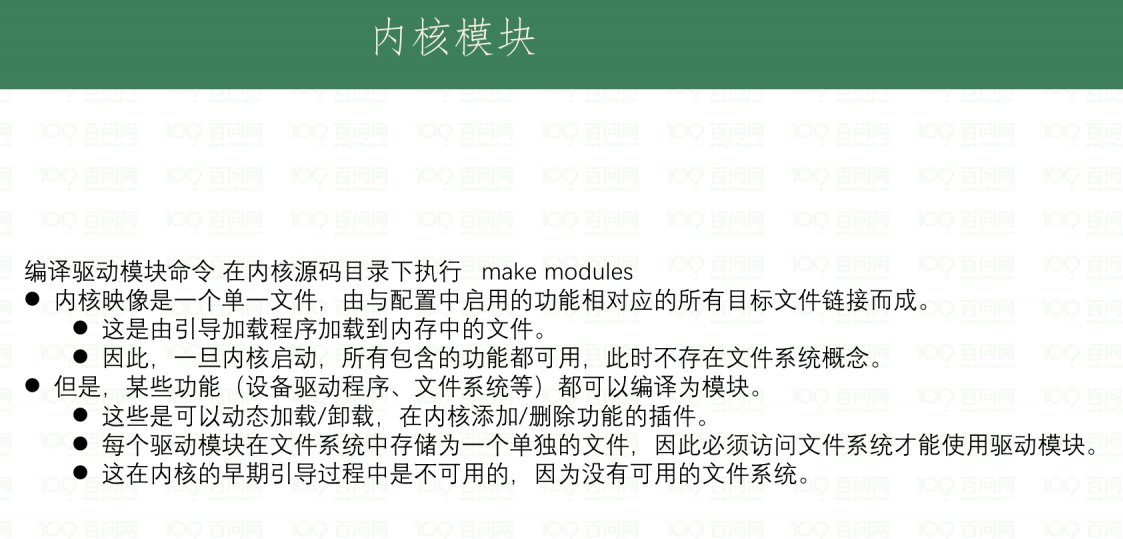 内核模块
编译驱动模块命令 在内核源码目录下执行 make modules
● 内核映像是一个单一文件，由与配置中启用的功能相对应的所有目标文件链接而成。
● 这是由引导加载程序加载到内存中的文件。
● 因此，一旦内核启动，所有包含的功能都可用，此时不存在文件系统概念。
● 但是，某些功能（设备驱动程序、文件系统等）都可以编译为模块。
● 这些是可以动态加载/卸载，在内核添加/删除功能的插件。
● 每个驱动模块在文件系统中存储为一个单独的文件，因此必须访问文件系统才能使用驱动模块。
● 这在内核的早期引导过程中是不可用的，因为没有可用的文件系统。